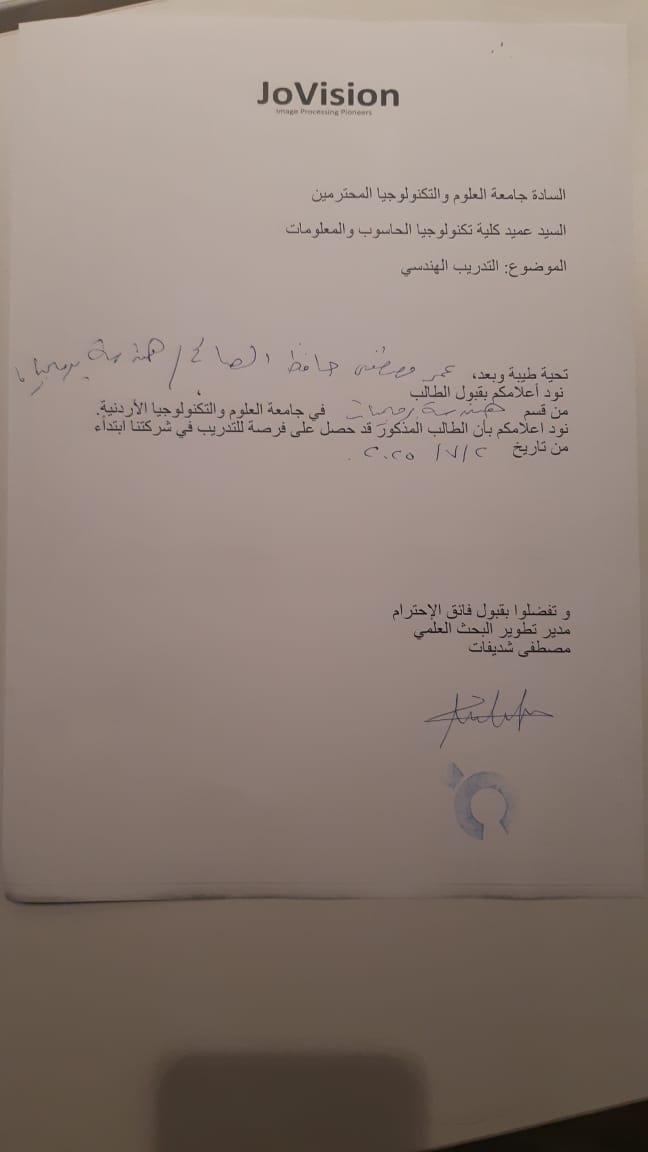 JoVision
Image Processing Pioneers
السادة جامعة العلوم والتكنولوجيا المحترمين
السيد عميد كلية تكنولوجيا الحاسوب والمعلومات
الموضوع: التدريب الهندسي
تحية طيبة وبعد، عمر مصطفى حافظ الصالح / هندسة برمجيات
نود أعلامكم بقبول الطالب
من قسم هندسة برمجيات في جامعة العلوم والتكنولوجيا الأردنية.
نود اعلامكم بأن الطالب المذكور قد حصل على فرصة للتدريب في شركتنا ابتداء
من تاريخ ٢ /٧/ ٢٠٢٥.
و تفضلوا بقبول فائق الإحترام
مدير تطوير البحث العلمي
مصطفى شديفات